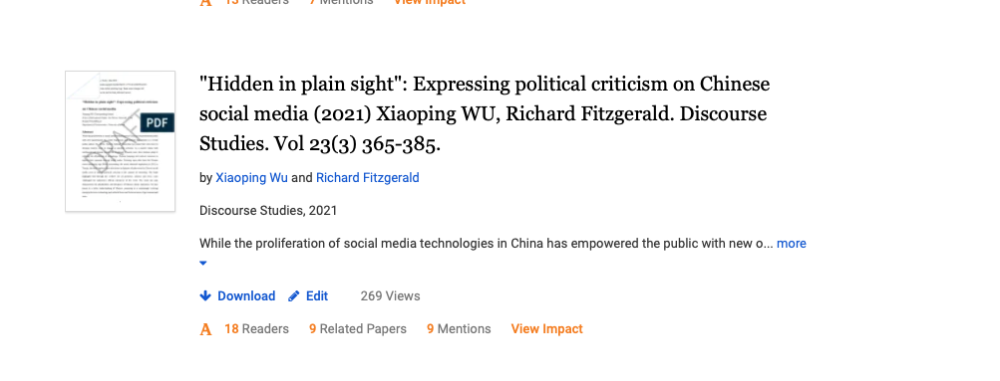 13 Readers 7 Mentions View Impact
"Hidden in plain sight": Expressing political criticism on Chinese
social media (2021) Xiaoping WU, Richard Fitzgerald. Discourse
Studies. Vol 23(3) 365-385.
PDF
DRAFT
by Xiaoping Wu and Richard Fitzgerald
Discourse Studies, 2021
While the proliferation of social media technologies in China has empowered the public with new o... more
Download Edit 269 Views
A 18 Readers 9 Related Papers 9 Mentions View Impact